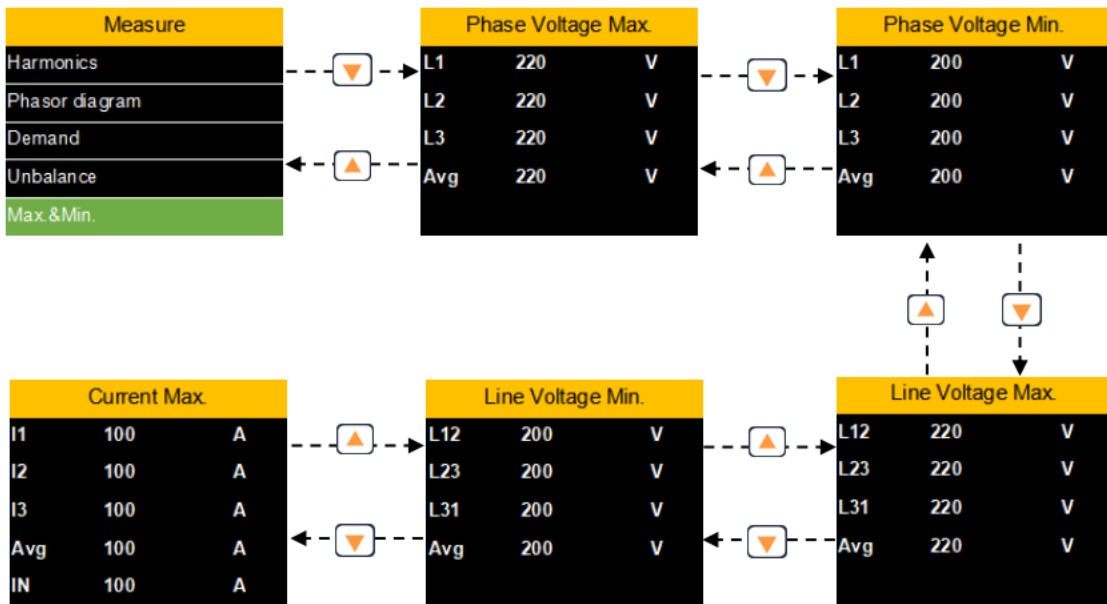 Measure
Harmonics
Phasor diagram
Demand
Unbalance
Max.&Min.
Phase Voltage Max.
L1 220 V
L2 220 V
L3 220 V
Avg 220 V
Phase Voltage Min.
L1 200 V
L2 200 V
L3 200 V
Avg 200 V
Current Max.
I1 100 A
I2 100 A
I3 100 A
Avg 100 A
IN 100 A
Line Voltage Min.
L12 200 V
L23 200 V
L31 200 V
Avg 200 V
Line Voltage Max.
L12 220 V
L23 220 V
L31 220 V
Avg 220 V